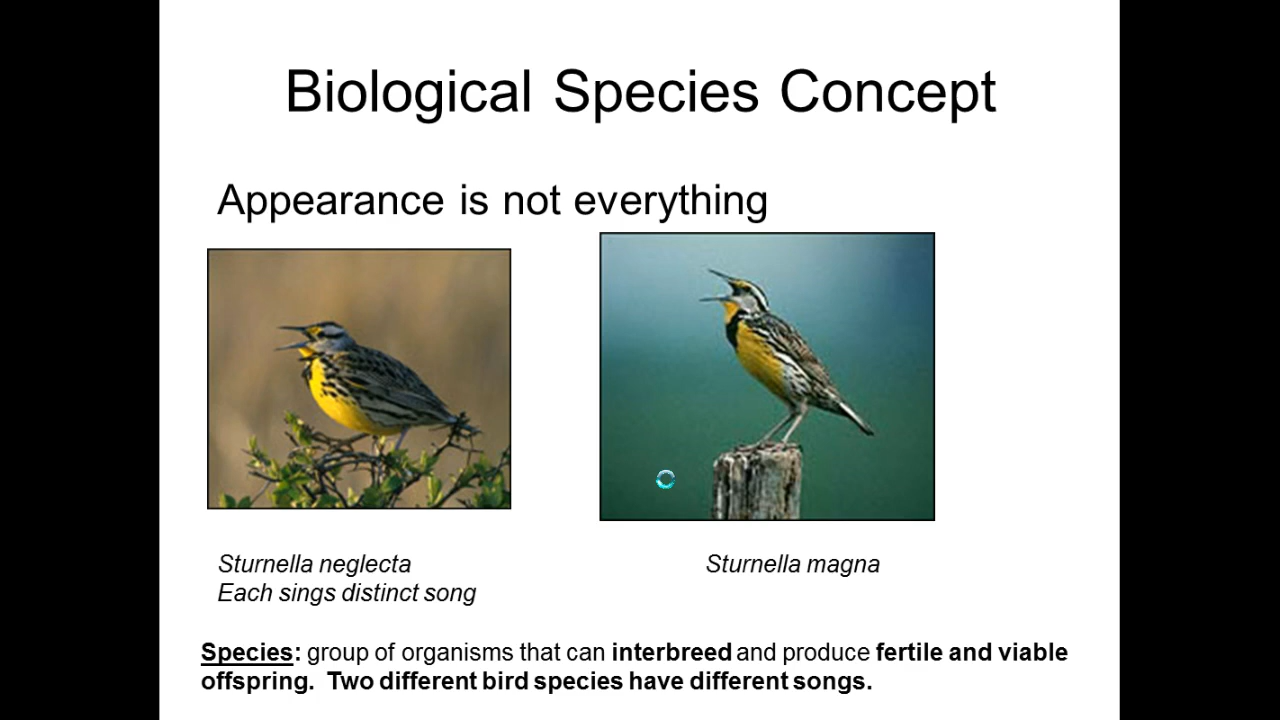 Biological Species Concept
Appearance is not everything
Sturnella neglecta
Sturnella magna
Each sings distinct song
Species: group of organisms that can interbreed and produce fertile and viable
offspring.  Two different bird species have different songs.